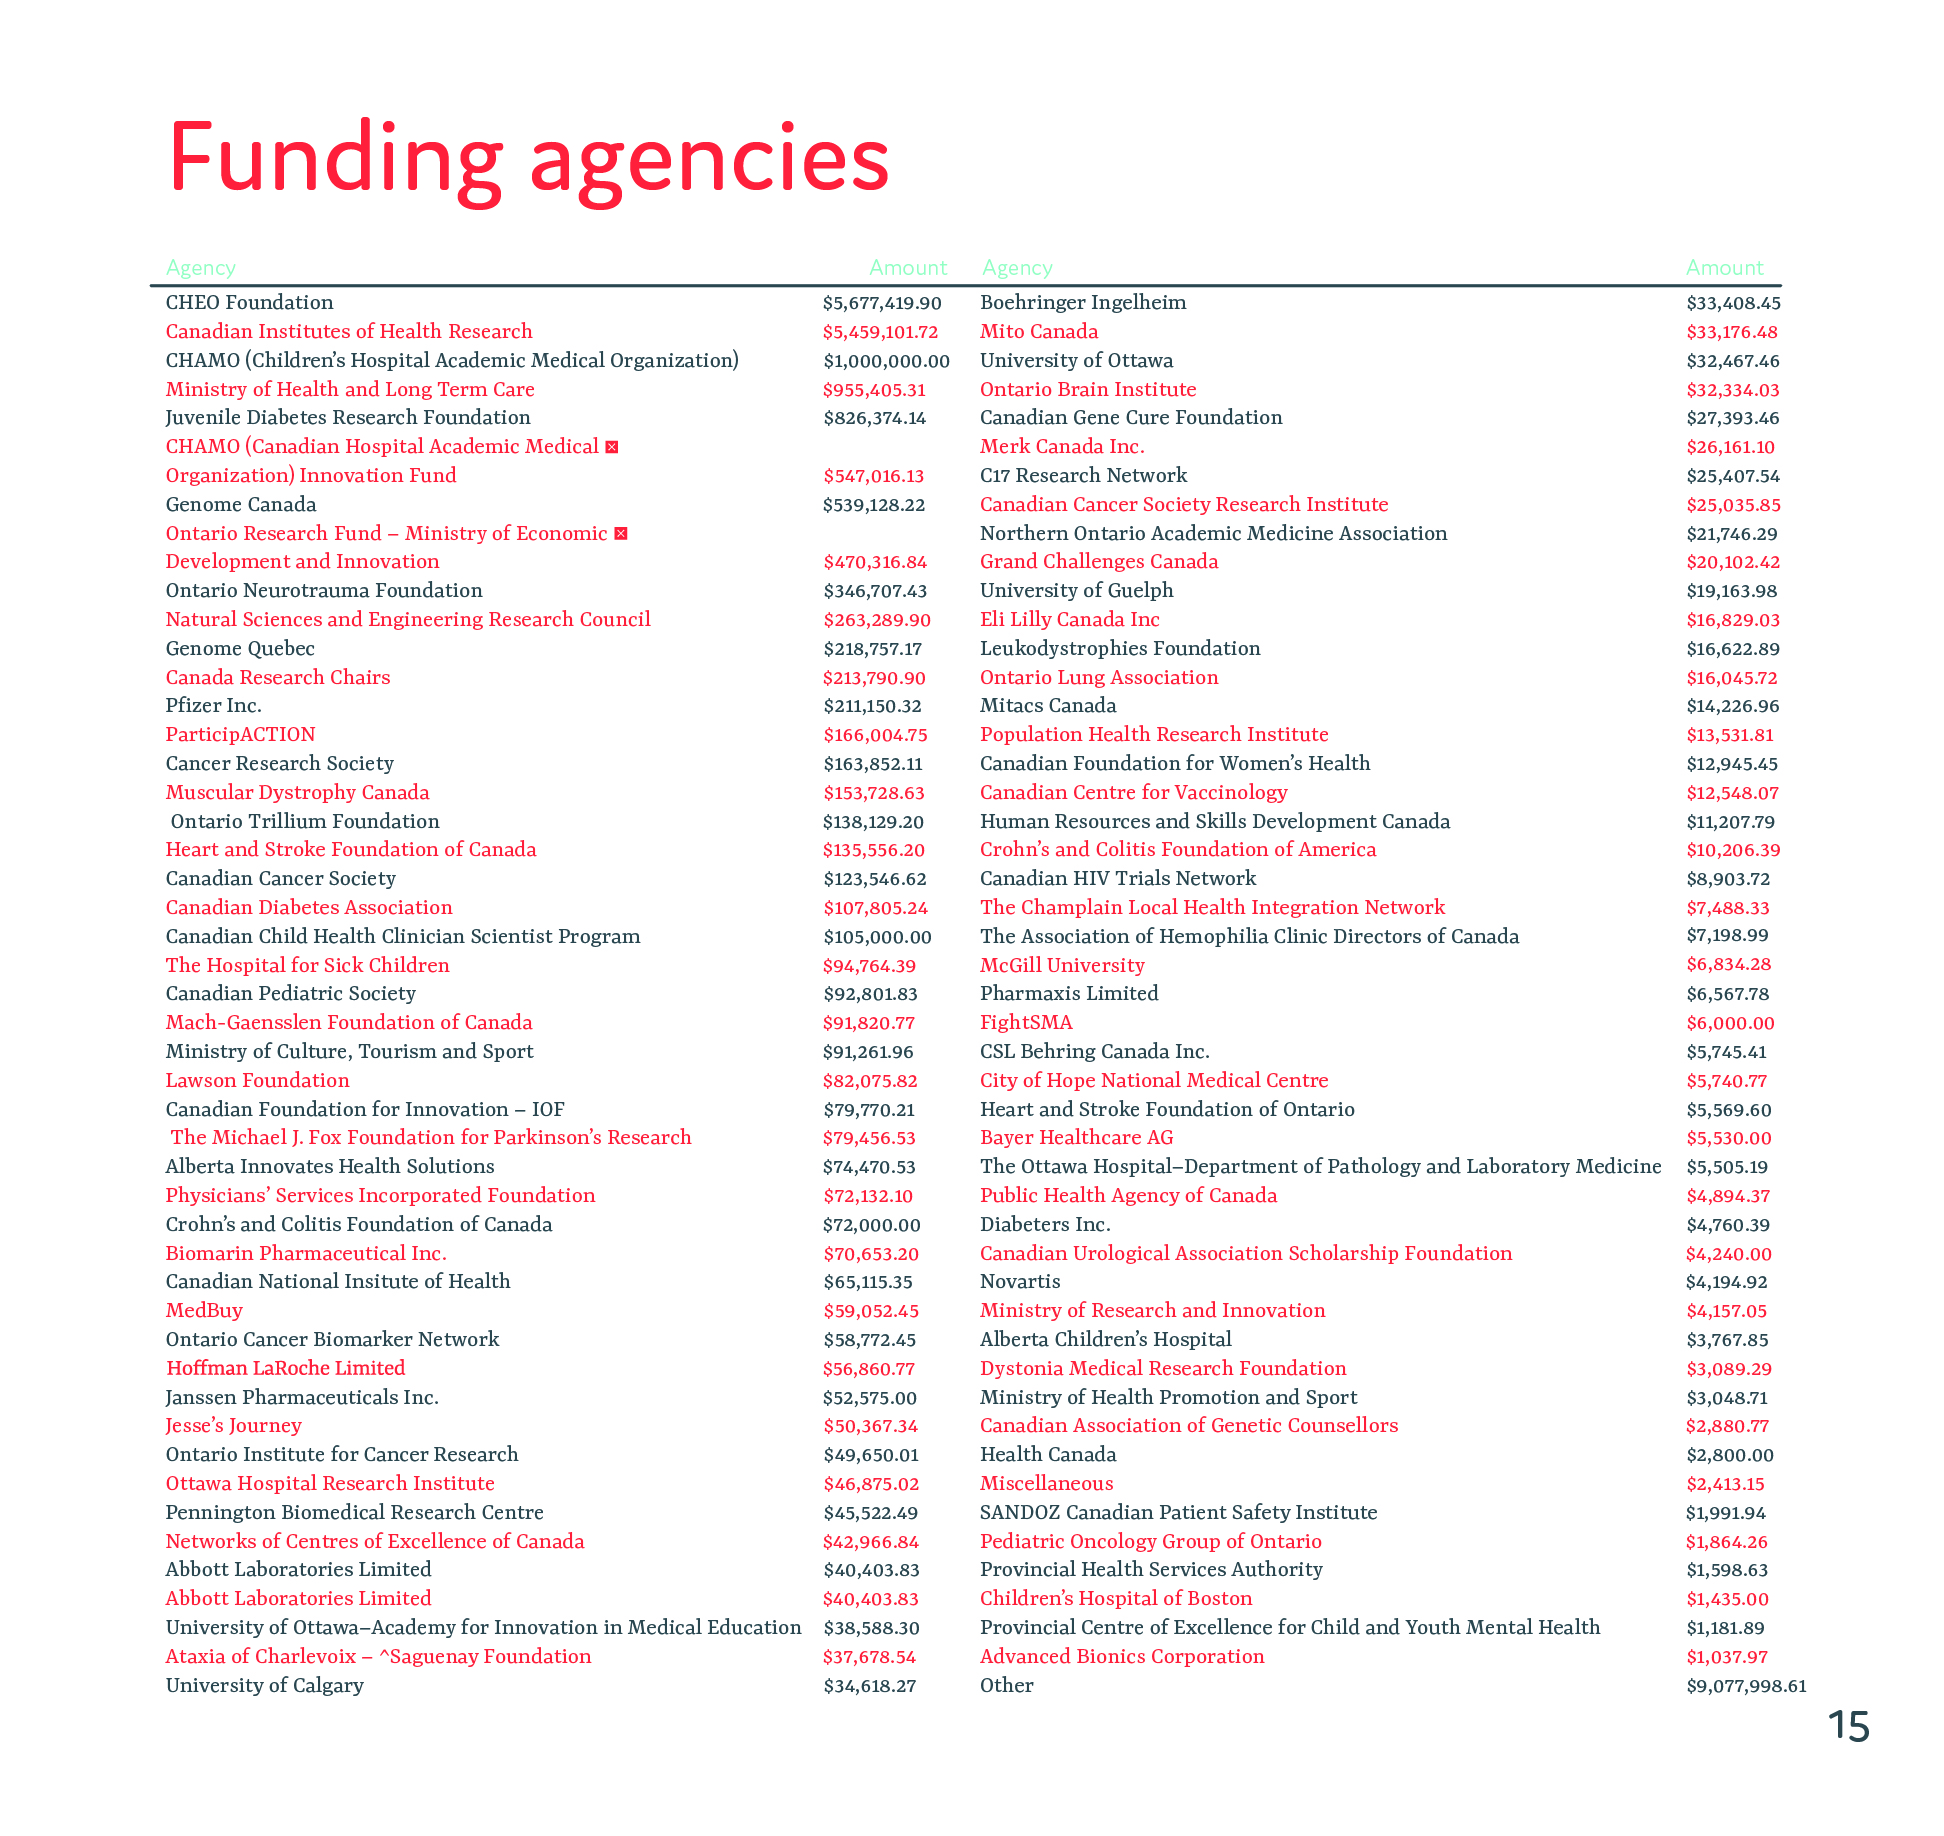 Funding agencies
Agency Amount Agency Amount
CHEO Foundation $5,677,419.90 Boehringer Ingelheim $33,408.45
Canadian Institutes of Health Research $5,459,101.72 Mito Canada $33,176.48
CHAMO (Children’s Hospital Academic Medical Organization) $1,000,000.00 University of Ottawa $32,467.46
Ministry of Health and Long Term Care $955,405.31 Ontario Brain Institute $32,334.03
Juvenile Diabetes Research Foundation $826,374.14 Canadian Gene Cure Foundation $27,393.46
CHAMO (Canadian Hospital Academic Medical Merk Canada Inc. $26,161.10
Organization) Innovation Fund $547,016.13 C17 Research Network $25,407.54
Genome Canada $539,128.22 Canadian Cancer Society Research Institute $25,035.85
Ontario Research Fund – Ministry of Economic Northern Ontario Academic Medicine Association $21,746.29
Development and Innovation $470,316.84 Grand Challenges Canada $20,102.42
Ontario Neurotrauma Foundation $346,707.43 University of Guelph $19,163.98
Natural Sciences and Engineering Research Council $263,289.90 Eli Lilly Canada Inc $16,829.03
Genome Quebec $218,757.17 Leukodystrophies Foundation $16,622.89
Canada Research Chairs $213,790.90 Ontario Lung Association $16,045.72
Pfizer Inc. $211,150.32 Mitacs Canada $14,226.96
ParticipACTION $166,004.75 Population Health Research Institute $13,531.81
Cancer Research Society $163,852.11 Canadian Foundation for Women’s Health $12,945.45
Muscular Dystrophy Canada $153,728.63 Canadian Centre for Vaccinology $12,548.07
Ontario Trillium Foundation $138,129.20 Human Resources and Skills Development Canada $11,207.79
Heart and Stroke Foundation of Canada $135,556.20 Crohn’s and Colitis Foundation of America $10,206.39
Canadian Cancer Society $123,546.62 Canadian HIV Trials Network $8,903.72
Canadian Diabetes Association $107,805.24 The Champlain Local Health Integration Network $7,488.33
Canadian Child Health Clinician Scientist Program $105,000.00 The Association of Hemophilia Clinic Directors of Canada $7,198.99
The Hospital for Sick Children $94,764.39 McGill University $6,834.28
Canadian Pediatric Society $92,801.83 Pharmaxis Limited $6,567.78
Mach-Gaensslen Foundation of Canada $91,820.77 FightSMA $6,000.00
Ministry of Culture, Tourism and Sport $91,261.96 CSL Behring Canada Inc. $5,745.41
Lawson Foundation $82,075.82 City of Hope National Medical Centre $5,740.77
Canadian Foundation for Innovation – IOF $79,770.21 Heart and Stroke Foundation of Ontario $5,569.60
The Michael J. Fox Foundation for Parkinson’s Research $79,456.53 Bayer Healthcare AG $5,530.00
Alberta Innovates Health Solutions $74,470.53 The Ottawa Hospital–Department of Pathology and Laboratory Medicine $5,505.19
Physicians’ Services Incorporated Foundation $72,132.10 Public Health Agency of Canada $4,894.37
Crohn’s and Colitis Foundation of Canada $72,000.00 Diabeters Inc. $4,760.39
Biomarin Pharmaceutical Inc. $70,653.20 Canadian Urological Association Scholarship Foundation $4,240.00
Canadian National Insitute of Health $65,115.35 Novartis $4,194.92
MedBuy $59,052.45 Ministry of Research and Innovation $4,157.05
Ontario Cancer Biomarker Network $58,772.45 Alberta Children’s Hospital $3,767.85
Hoffman LaRoche Limited $56,860.77 Dystonia Medical Research Foundation $3,089.29
Janssen Pharmaceuticals Inc. $52,575.00 Ministry of Health Promotion and Sport $3,048.71
Jesse’s Journey $50,367.34 Canadian Association of Genetic Counsellors $2,880.77
Ontario Institute for Cancer Research $49,650.01 Health Canada $2,800.00
Ottawa Hospital Research Institute $46,875.02 Miscellaneous $2,413.15
Pennington Biomedical Research Centre $45,522.49 SANDOZ Canadian Patient Safety Institute $1,991.94
Networks of Centres of Excellence of Canada $42,966.84 Pediatric Oncology Group of Ontario $1,864.26
Abbott Laboratories Limited $40,403.83 Provincial Health Services Authority $1,598.63
Abbott Laboratories Limited $40,403.83 Children’s Hospital of Boston $1,435.00
University of Ottawa–Academy for Innovation in Medical Education $38,588.30 Provincial Centre of Excellence for Child and Youth Mental Health $1,181.89
Ataxia of Charlevoix – ^Saguenay Foundation $37,678.54 Advanced Bionics Corporation $1,037.97
University of Calgary $34,618.27 Other $9,077,998.61
15